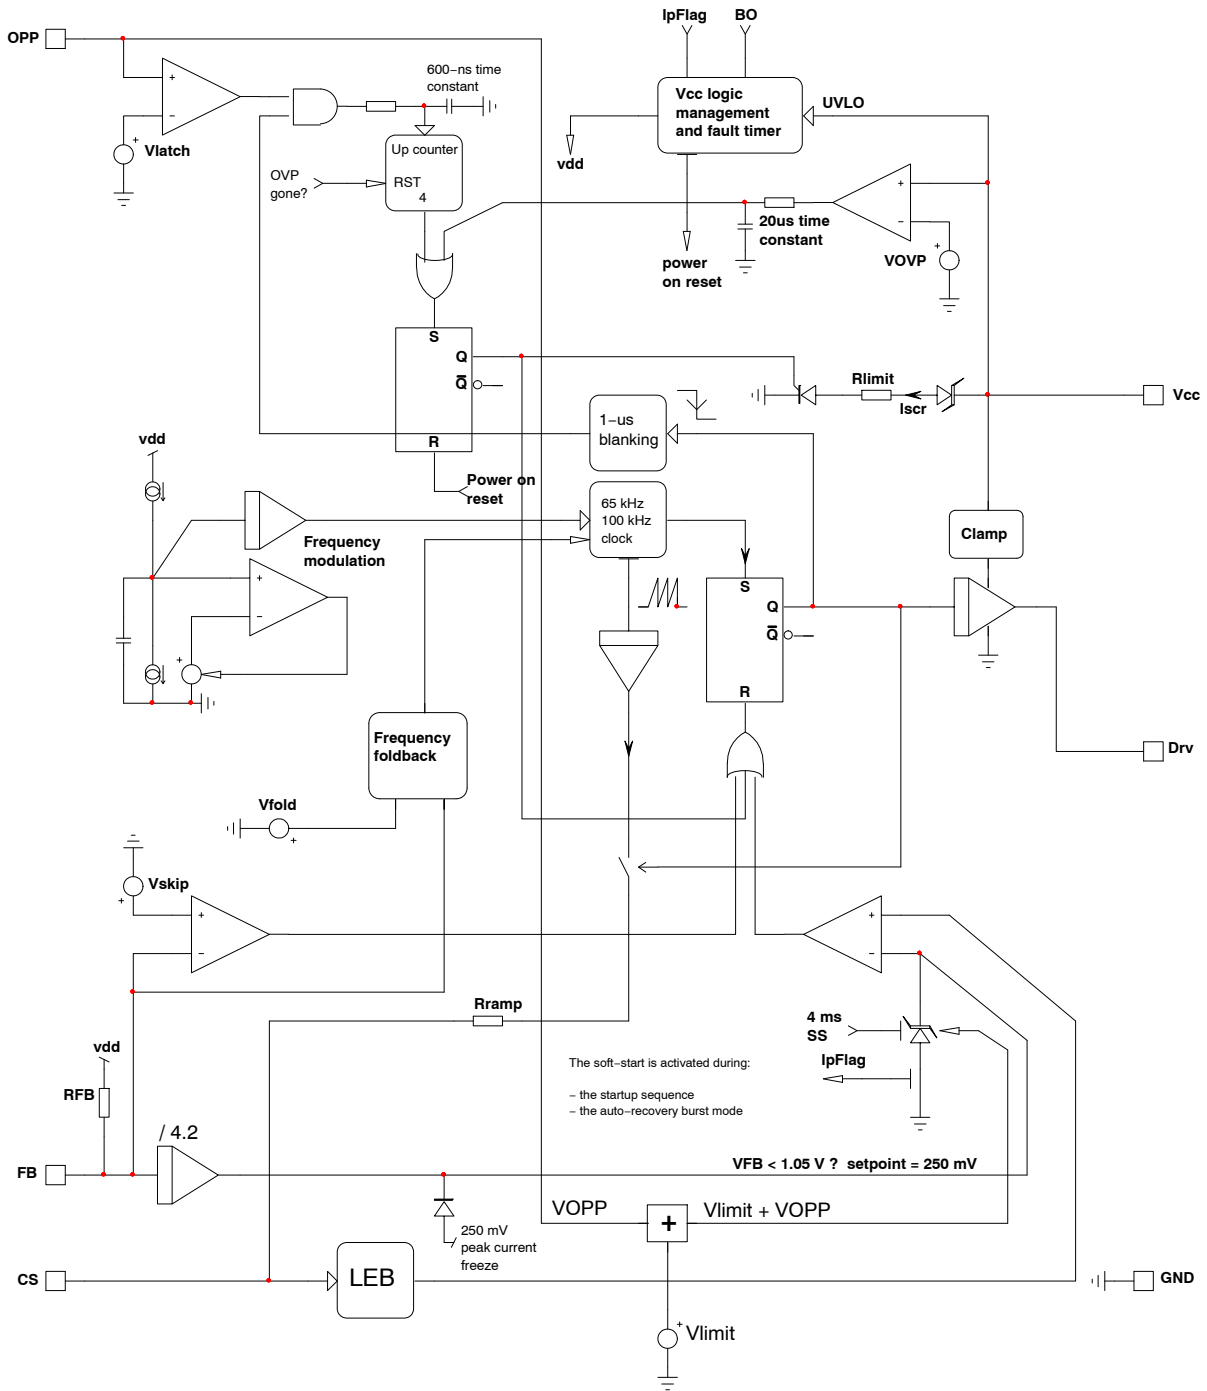 IpFlag
BO
OPP
600-ns time
constant
Vcc logic
management
and fault timer
UVLO
+
−
+
Vlatch
Up counter
RST
4
OVP
gone?
vdd
+
−
20us time
constant
+
VOVP
power
on reset
S
Q
Q
R
Rlimit
Iscr
Vcc
1-us
blanking
vdd
Power on
reset
65 kHz
100 kHz
clock
Frequency
modulation
Clamp
+
−
+
S
Q
Q
R
Frequency
foldback
Drv
Vfold
+
Vskip
+
+
−
+
−
Rramp
4 ms
SS
IpFlag
The soft-start is activated during:
- the startup sequence
- the auto-recovery burst mode
vdd
RFB
/ 4.2
FB
VFB < 1.05 V ? setpoint = 250 mV
VOPP
+
Vlimit + VOPP
250 mV
peak current
freeze
CS
LEB
GND
+
Vlimit